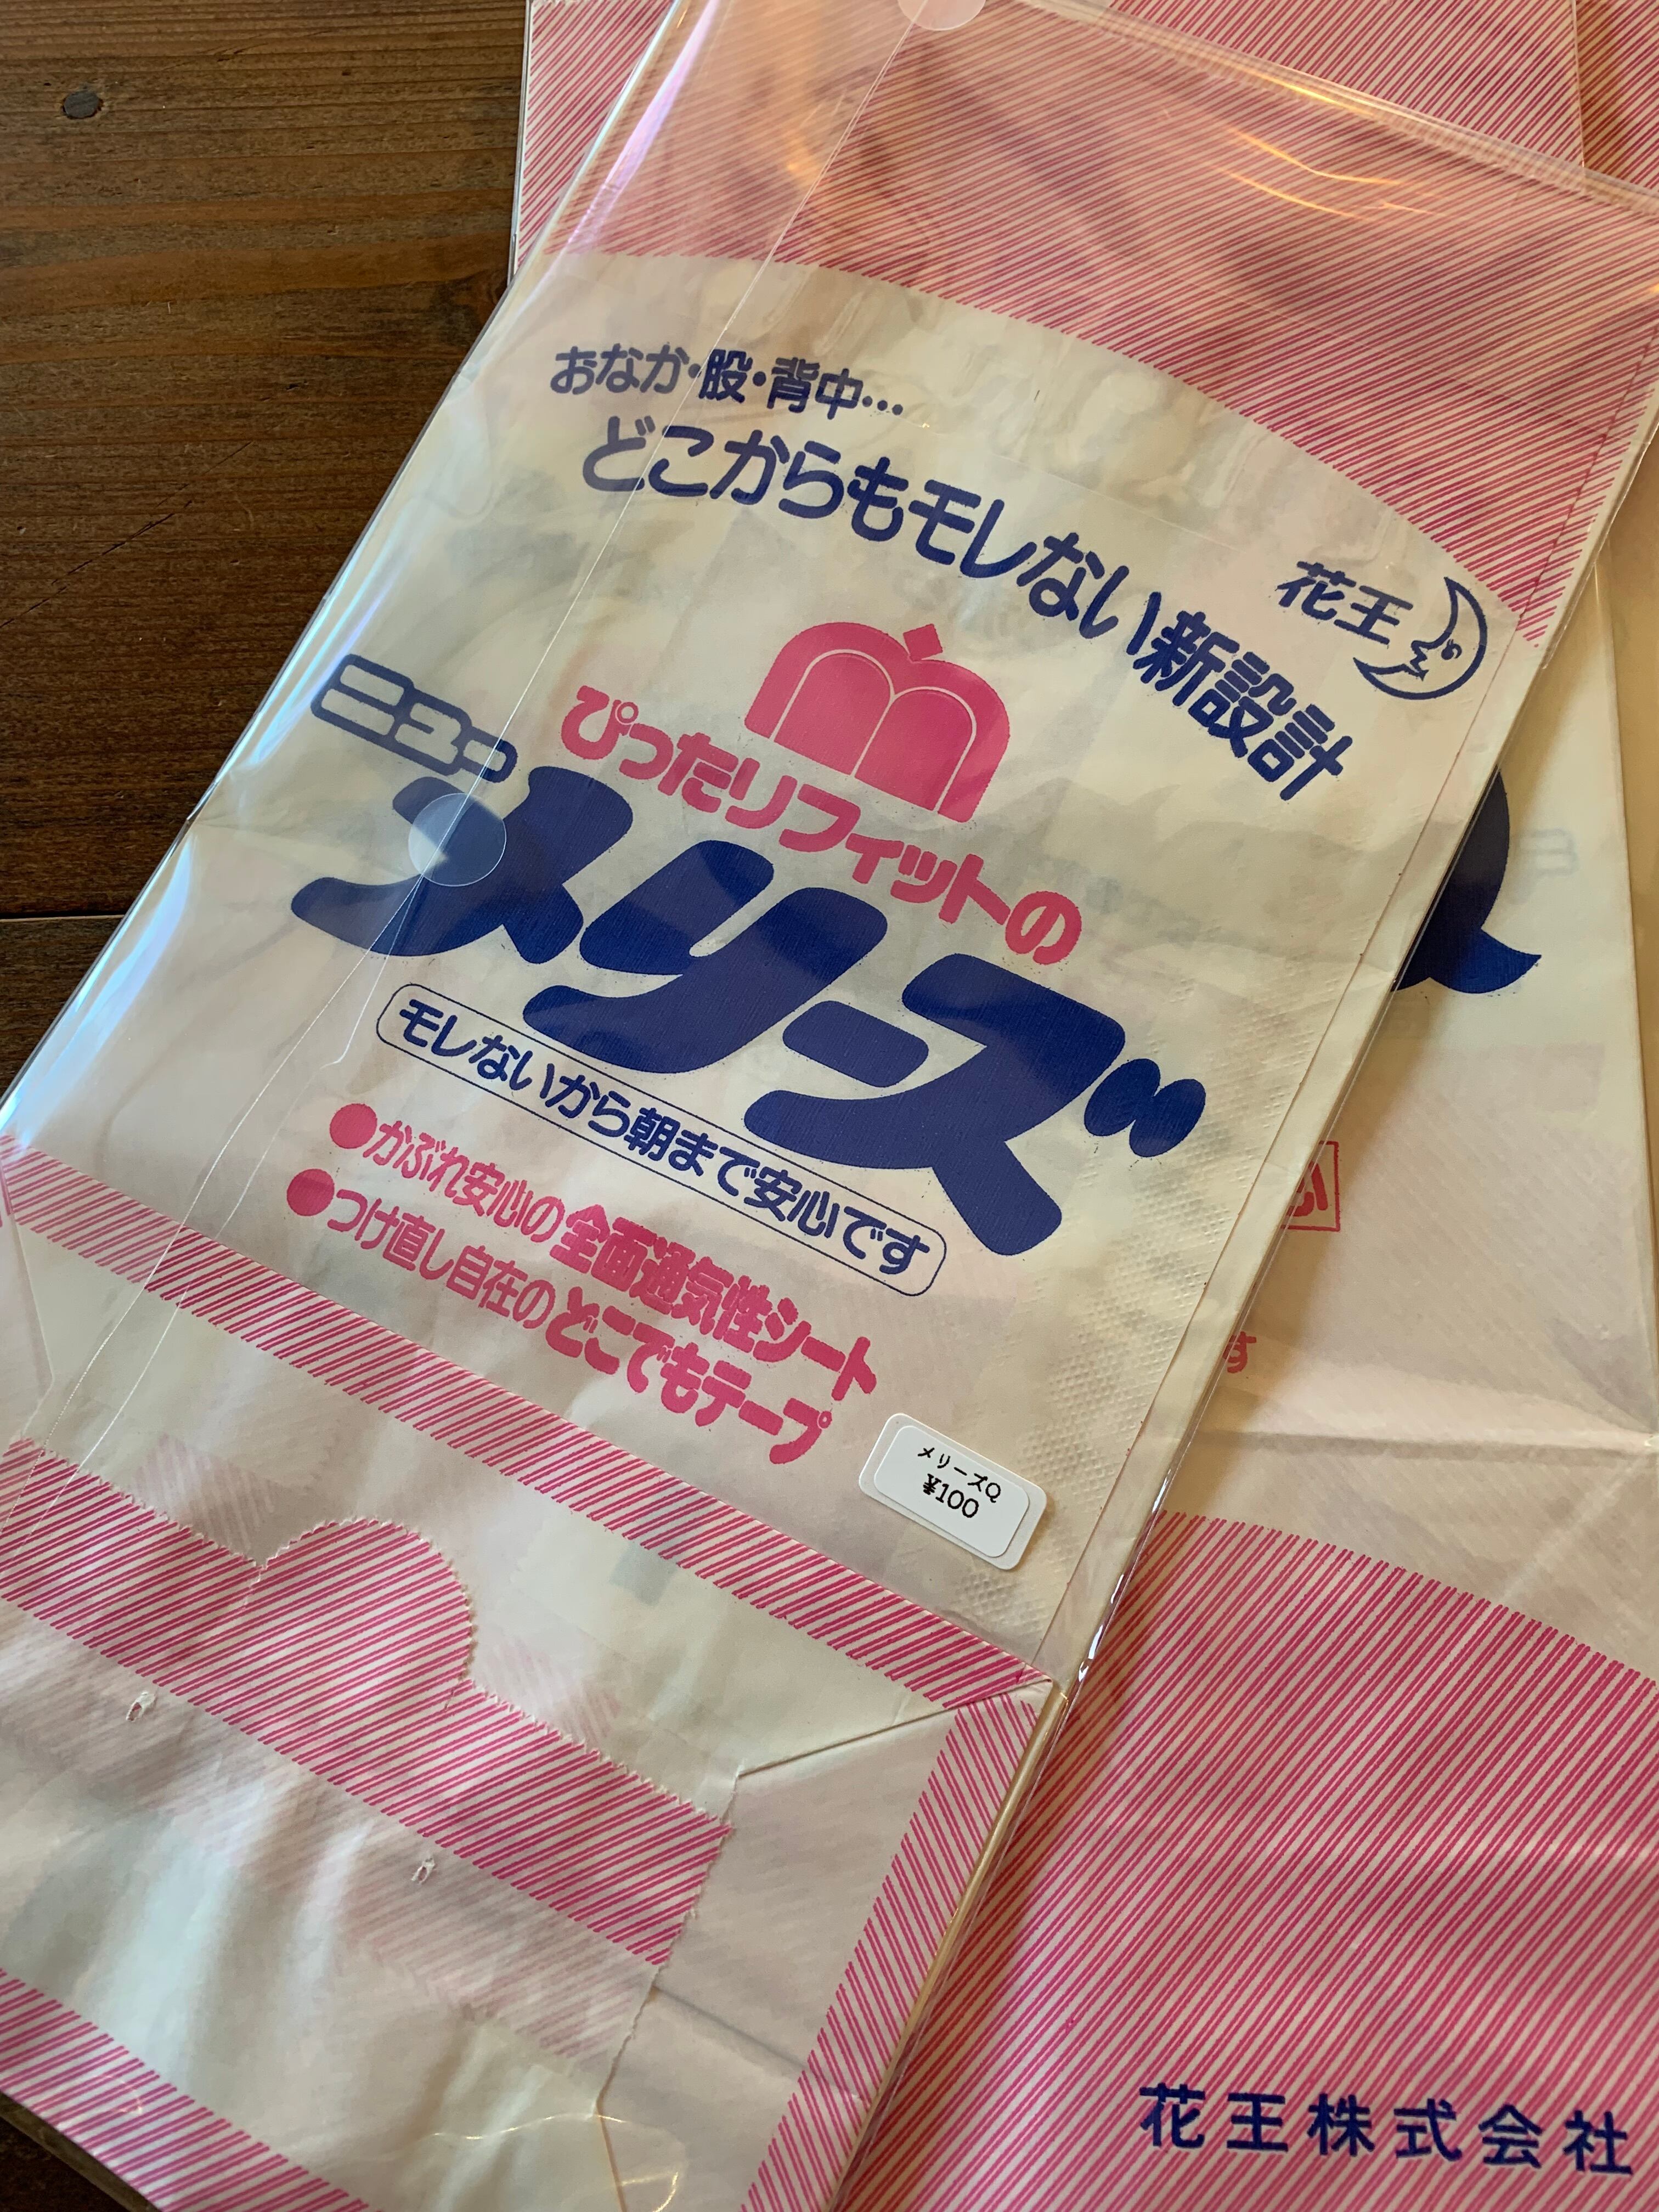 おなか・股・背中…
どこからもモレない新設計
花王
ニュー
ぴったりフィットの
メリーズ
モレないから朝まで安心です
●かぶれ安心の全面通気性シート
●つけ直し自在のどこでもテープ
メリーズQ
¥100
心
す
花王株式会社